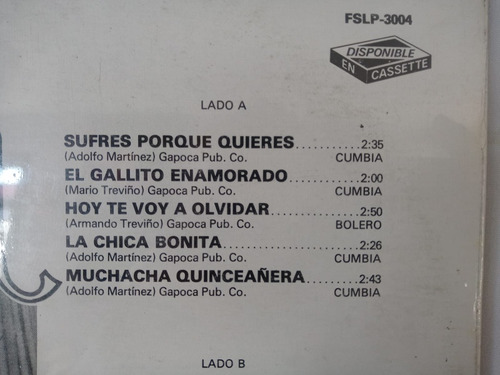 FSLP-3004
DISPONIBLE
EN CASSETTE
LADO A
SUFRES PORQUE QUIERES..........2:35
(Adolfo Martínez) Gapoca Pub. Co. CUMBIA
EL GALLITO ENAMORADO...........2:00
(Mario Treviño) Gapoca Pub. Co. CUMBIA
HOY TE VOY A OLVIDAR.............2:50
(Armando Treviño) Gapoca Pub. Co. BOLERO
LA CHICA BONITA.....................2:26
(Adolfo Martínez) Gapoca Pub. Co. CUMBIA
MUCHACHA QUINCEAÑERA........2:43
(Adolfo Martínez) Gapoca Pub. Co. CUMBIA
LADO B